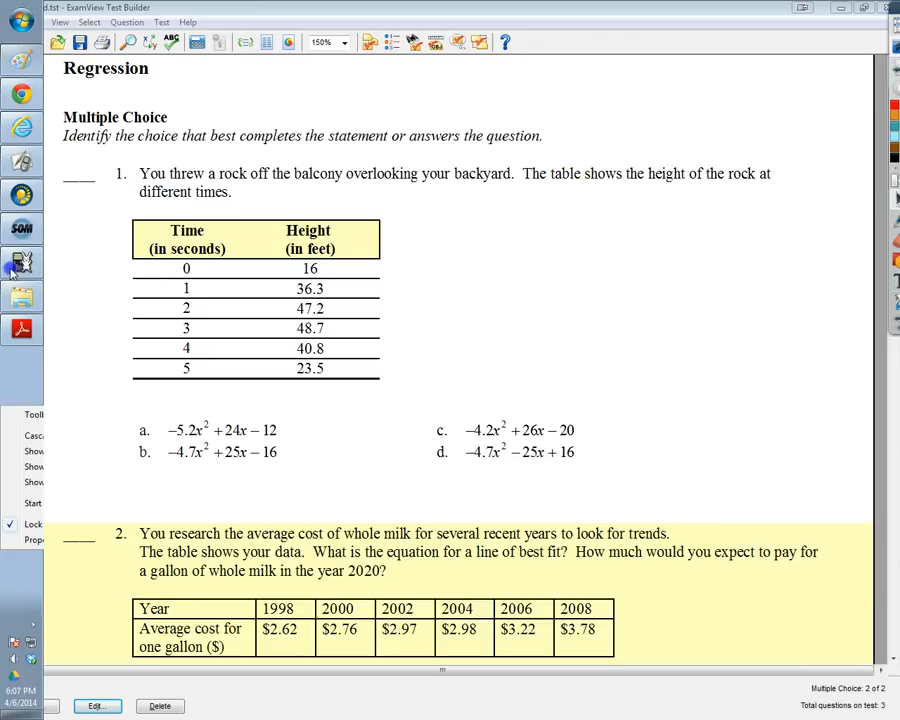 d.tst - ExamView Test Builder
View Select Question Test Help
150%
Regression
Multiple Choice
Identify the choice that best completes the statement or answers the question.
____ 1. You threw a rock off the balcony overlooking your backyard. The table shows the height of the rock at
different times.
Time Height
(in seconds) (in feet)
0 16
1 36.3
2 47.2
3 48.7
4 40.8
5 23.5
a. −5.2x² + 24x − 12 c. −4.2x² + 26x − 20
b. −4.7x² + 25x − 16 d. −4.7x² − 25x + 16
____ 2. You research the average cost of whole milk for several recent years to look for trends.
The table shows your data. What is the equation for a line of best fit? How much would you expect to pay for
a gallon of whole milk in the year 2020?
Year 1998 2000 2002 2004 2006 2008
Average cost for $2.62 $2.76 $2.97 $2.98 $3.22 $3.78
one gallon ($)
SOM
Toolb
Casca
Show
Show
Show
Start
Lock
Prope
6:07 PM
4/6/2014
Edit... Delete
Multiple Choice: 2 of 2
Total questions on test: 3